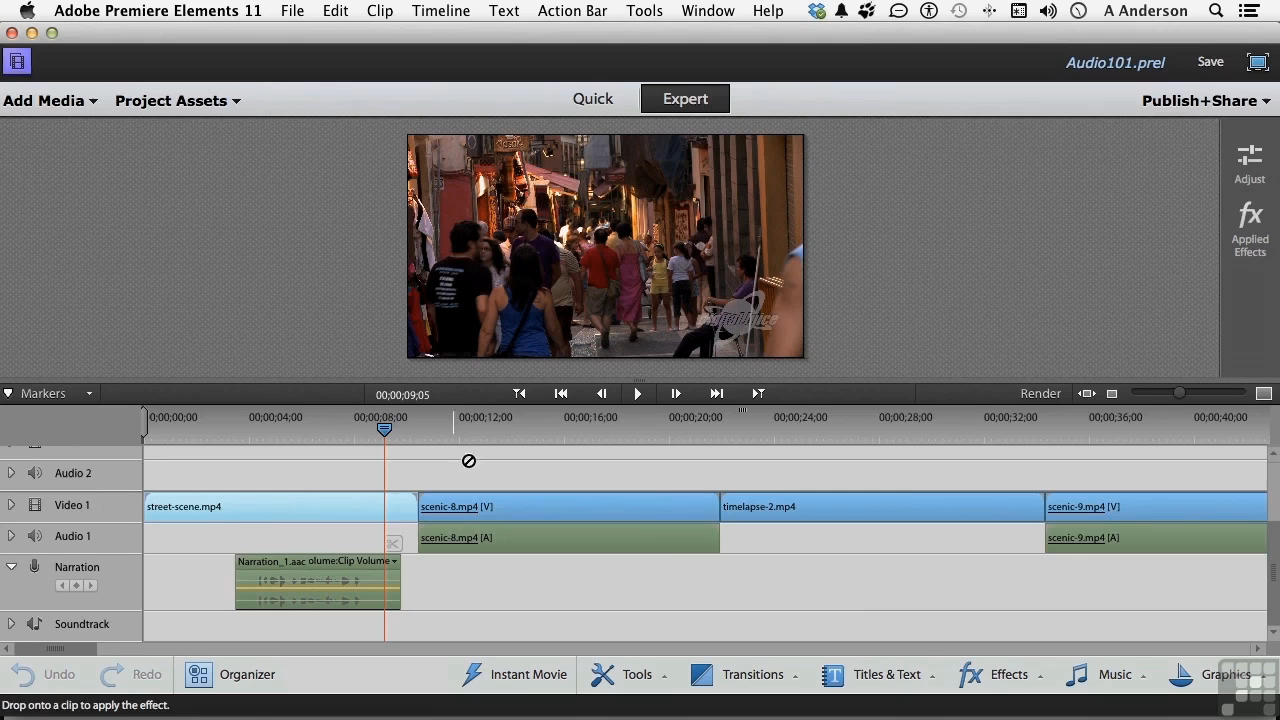 Adobe Premiere Elements 11 File Edit Clip Timeline Text Action Bar Tools Window Help A Anderson
Audio101.prel Save
Add Media Project Assets Quick Expert Publish+Share
Adjust
fx
Applied
Effects
Markers 00;00;09;05 Render
00;00;00;00 00;00;04;00 00;00;08;00 00;00;12;00 00;00;16;00 00;00;20;00 00;00;24;00 00;00;28;00 00;00;32;00 00;00;36;00 00;00;40;00
Audio 2
Video 1 street-scene.mp4 scenic-8.mp4 [V] timelapse-2.mp4 scenic-9.mp4 [V]
Audio 1 scenic-8.mp4 [A] scenic-9.mp4 [A]
Narration Narration_1.aac olume:Clip Volume
Soundtrack
Undo Redo Organizer Instant Movie Tools T Titles & Text Transitions fx Effects Music Graphics
Drop onto a clip to apply the effect.